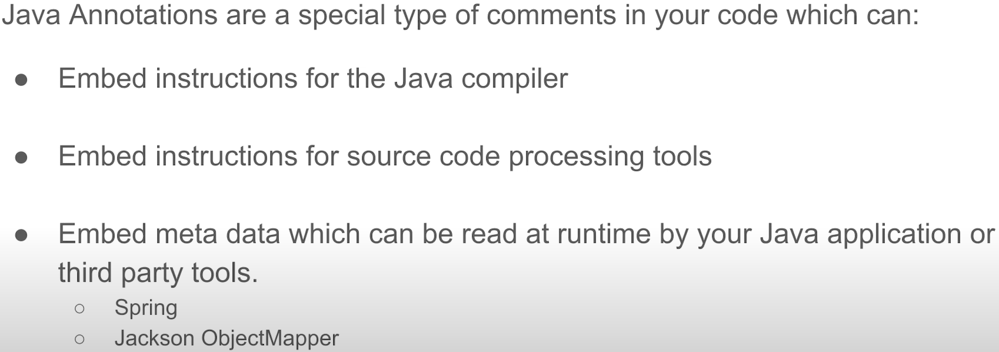 Java Annotations are a special type of comments in your code which can:
● Embed instructions for the Java compiler
● Embed instructions for source code processing tools
● Embed meta data which can be read at runtime by your Java application or
third party tools.
○ Spring
○ Jackson ObjectMapper